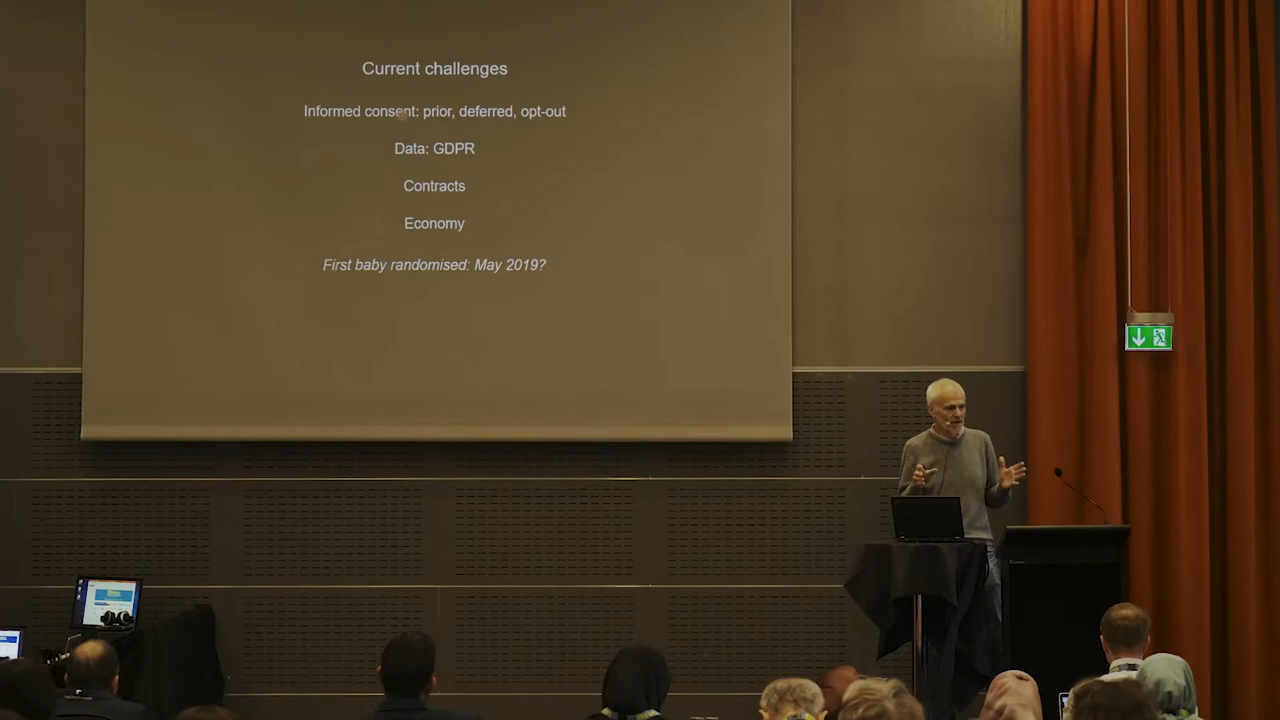 Current challenges
Informed consent: prior, deferred, opt-out
Data: GDPR
Contracts
Economy
First baby randomised: May 2019?